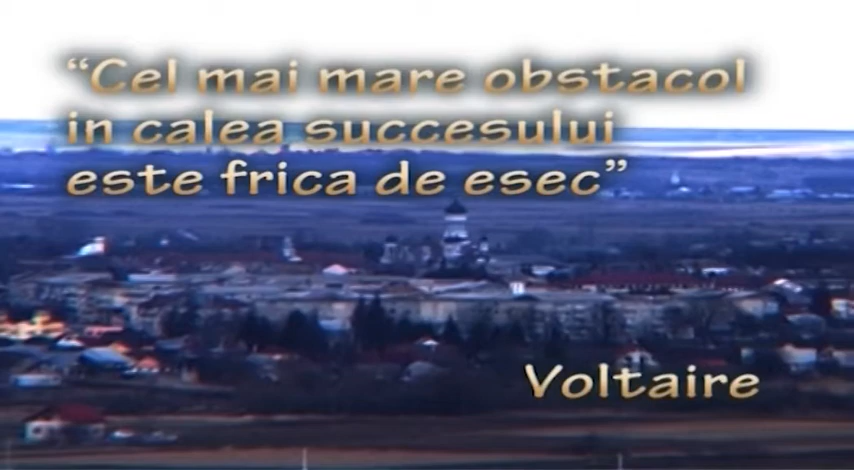 “Cel mai mare obstacol
in calea succesului
este frica de esec”
Voltaire